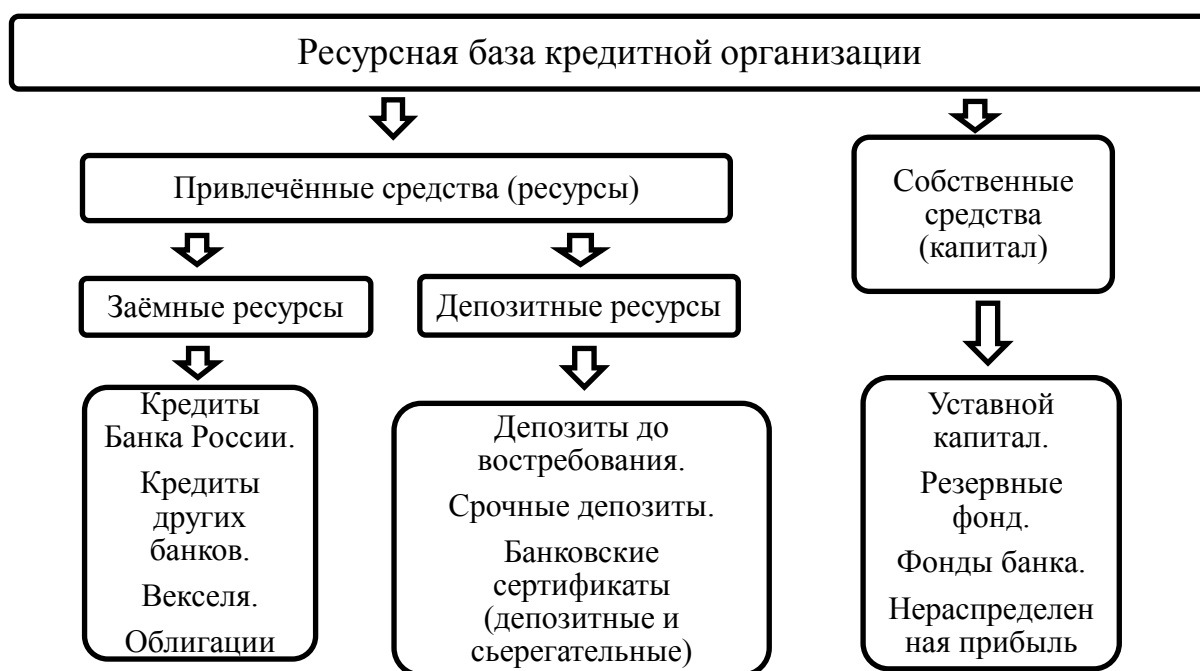 Ресурсная база кредитной организации
Привлечённые средства (ресурсы)
Собственные
средства
(капитал)
Заёмные ресурсы
Депозитные ресурсы
Кредиты
Банка России.
Кредиты
других
банков.
Векселя.
Облигации
Депозиты до
востребования.
Срочные депозиты.
Банковские
сертификаты
(депозитные и
сьерегательные)
Уставной
капитал.
Резервные
фонд.
Фонды банка.
Нераспределен
ная прибыль